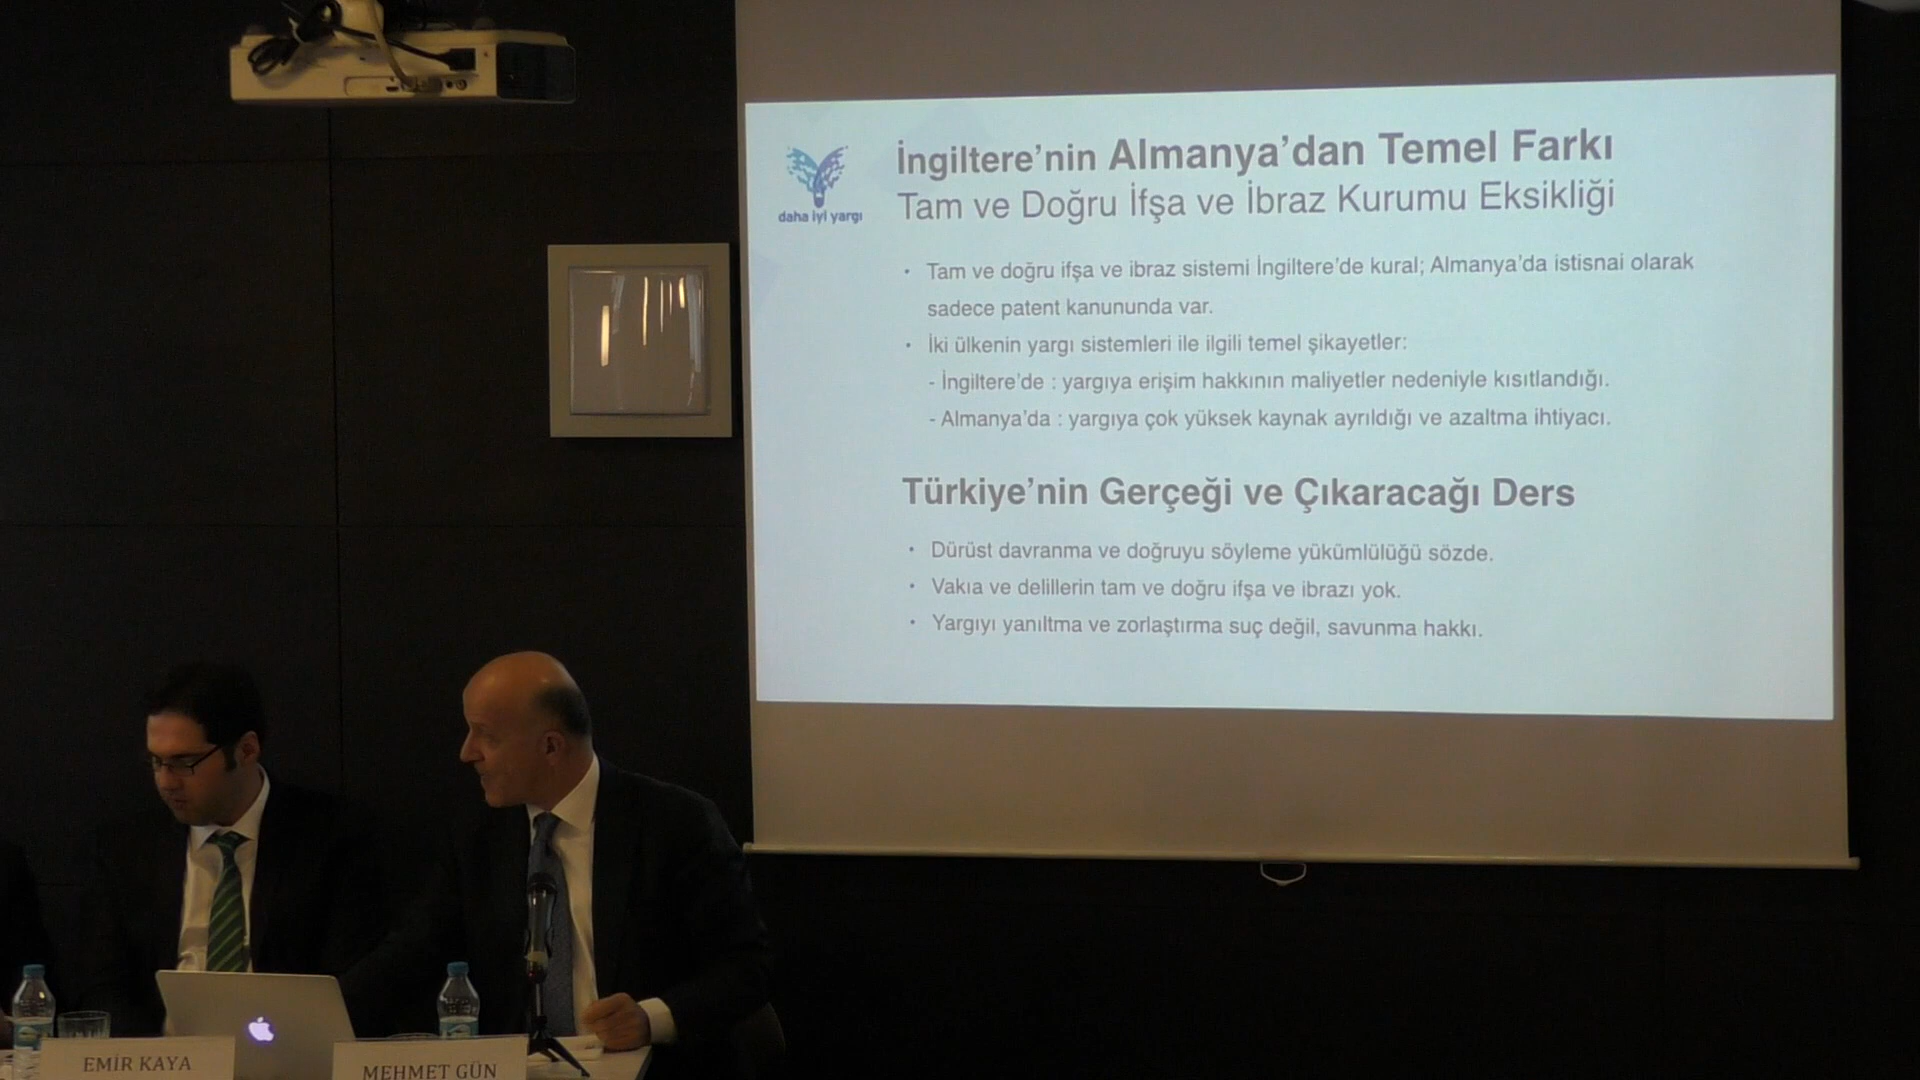 İngiltere’nin Almanya’dan Temel Farkı
Tam ve Doğru İfşa ve İbraz Kurumu Eksikliği
daha iyi yargı
• Tam ve doğru ifşa ve ibraz sistemi İngiltere’de kural; Almanya’da istisnai olarak
sadece patent kanununda var.
• İki ülkenin yargı sistemleri ile ilgili temel şikayetler:
- İngiltere’de : yargıya erişim hakkının maliyetler nedeniyle kısıtlandığı.
- Almanya’da : yargıya çok yüksek kaynak ayrıldığı ve azaltma ihtiyacı.
Türkiye’nin Gerçeği ve Çıkaracağı Ders
• Dürüst davranma ve doğruyu söyleme yükümlülüğü sözde.
• Vakıa ve delillerin tam ve doğru ifşa ve ibrazı yok.
• Yargıyı yanıltma ve zorlaştırma suç değil, savunma hakkı.
EMİR KAYA
MEHMET GÜN